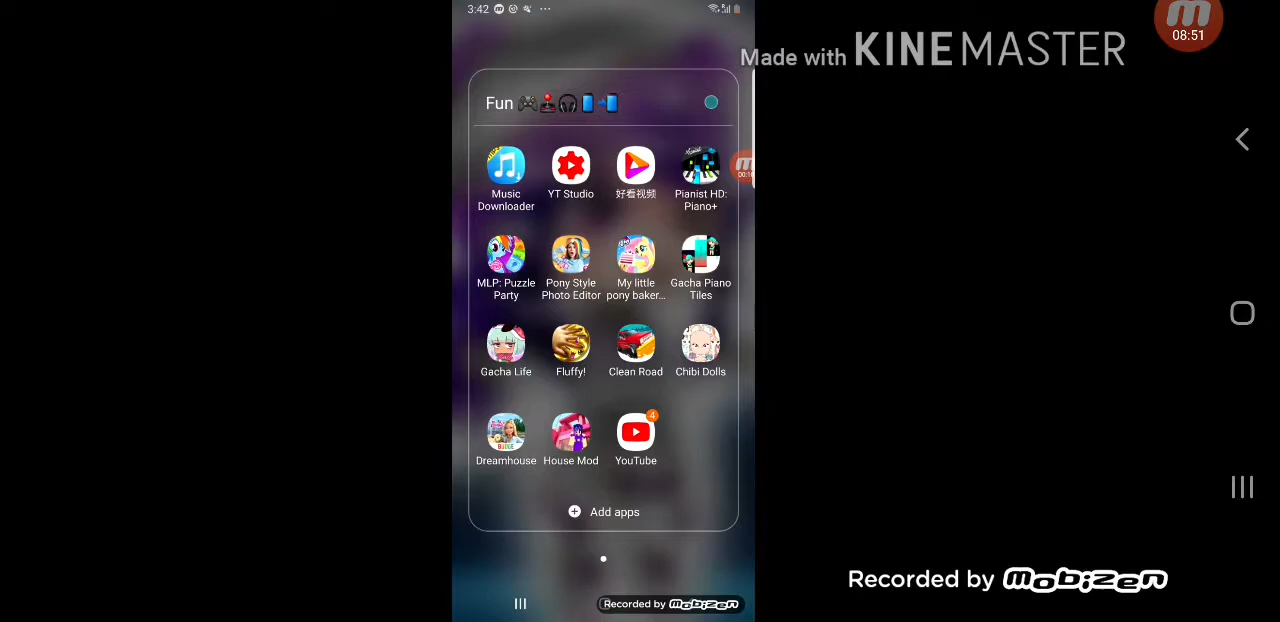 3:42
08:51
Made with KINEMASTER
Fun 🎮🕹️🎧📱📲
Music Downloader
YT Studio
好看视频
Pianist HD: Piano+
00:10
MLP: Puzzle Party
Pony Style Photo Editor
My little pony baker...
Gacha Piano Tiles
Gacha Life
Fluffy!
Clean Road
Chibi Dolls
Dreamhouse
House Mod
4
YouTube
Add apps
Recorded by mobizen
Recorded by mobizen